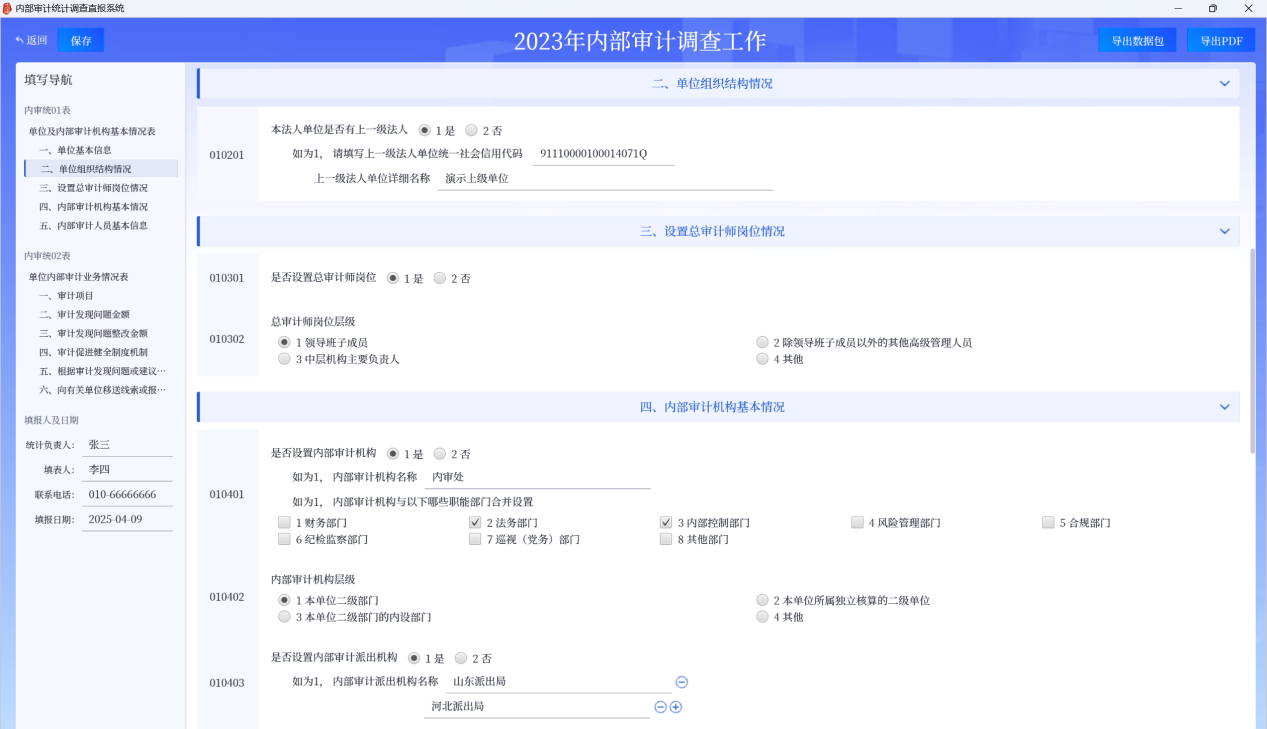 内部审计统计调查直报系统
返回
保存
2023年内部审计调查工作
导出数据包
导出PDF
填写导航
内审统01表
单位及内部审计机构基本情况表
一、单位基本信息
二、单位组织结构情况
三、设置总审计师岗位情况
四、内部审计机构基本情况
五、内部审计人员基本信息
内审统02表
单位内部审计业务情况表
一、审计项目
二、审计发现问题金额
三、审计发现问题整改金额
四、审计促进健全制度机制
五、根据审计发现问题或建议…
六、向有关单位移送线索或报…
填报人及日期
统计负责人： 张三
填表人： 李四
联系电话： 010-66666666
填报日期： 2025-04-09
二、单位组织结构情况
010201
本法人单位是否有上一级法人 1 是 2 否
如为1， 请填写上一级法人单位统一社会信用代码 91110000100014071Q
上一级法人单位详细名称 演示上级单位
三、设置总审计师岗位情况
010301
是否设置总审计师岗位 1 是 2 否
010302
总审计师岗位层级
1 领导班子成员 2 除领导班子成员以外的其他高级管理人员
3 中层机构主要负责人 4 其他
四、内部审计机构基本情况
010401
是否设置内部审计机构 1 是 2 否
如为1， 内部审计机构名称 内审处
如为1， 内部审计机构与以下哪些职能部门合并设置
1 财务部门 2 法务部门 3 内部控制部门 4 风险管理部门 5 合规部门
6 纪检监察部门 7 巡视（党务）部门 8 其他部门
010402
内部审计机构层级
1 本单位二级部门 2 本单位所属独立核算的二级单位
3 本单位二级部门的内设部门 4 其他
010403
是否设置内部审计派出机构 1 是 2 否
如为1， 内部审计派出机构名称 山东派出局
河北派出局